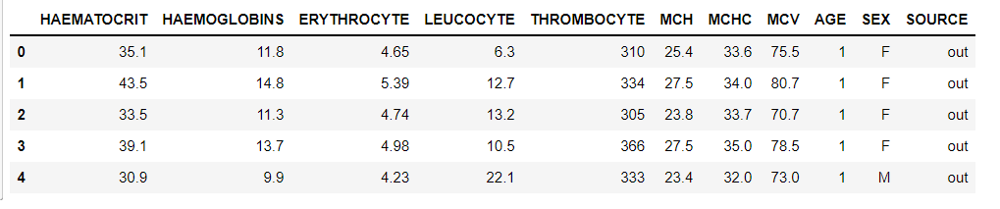 HAEMATOCRIT HAEMOGLOBINS ERYTHROCYTE LEUCOCYTE THROMBOCYTE MCH MCHC MCV AGE SEX SOURCE
0 35.1 11.8 4.65 6.3 310 25.4 33.6 75.5 1 F out
1 43.5 14.8 5.39 12.7 334 27.5 34.0 80.7 1 F out
2 33.5 11.3 4.74 13.2 305 23.8 33.7 70.7 1 F out
3 39.1 13.7 4.98 10.5 366 27.5 35.0 78.5 1 F out
4 30.9 9.9 4.23 22.1 333 23.4 32.0 73.0 1 M out